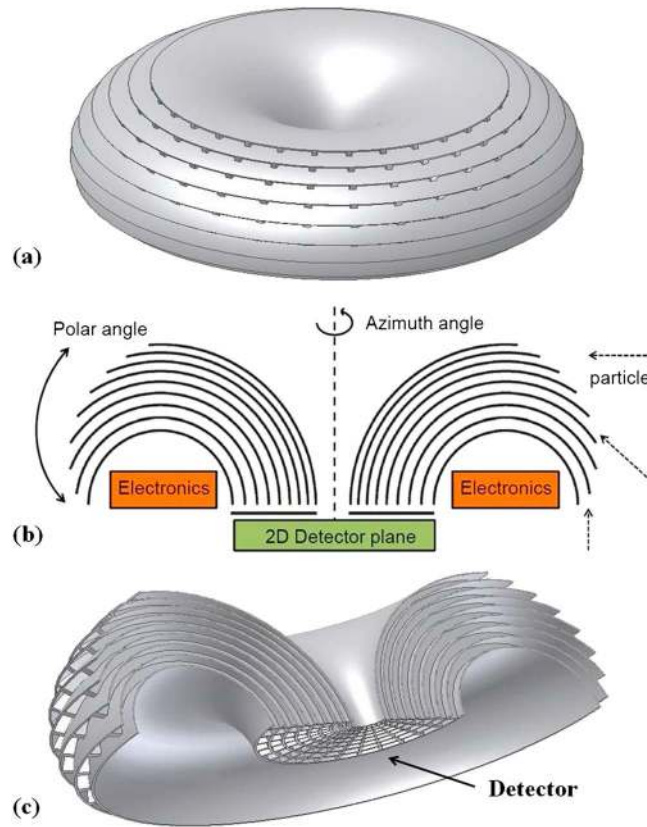 (a)
Polar angle
Azimuth angle
particle
Electronics
Electronics
2D Detector plane
(b)
Detector
(c)